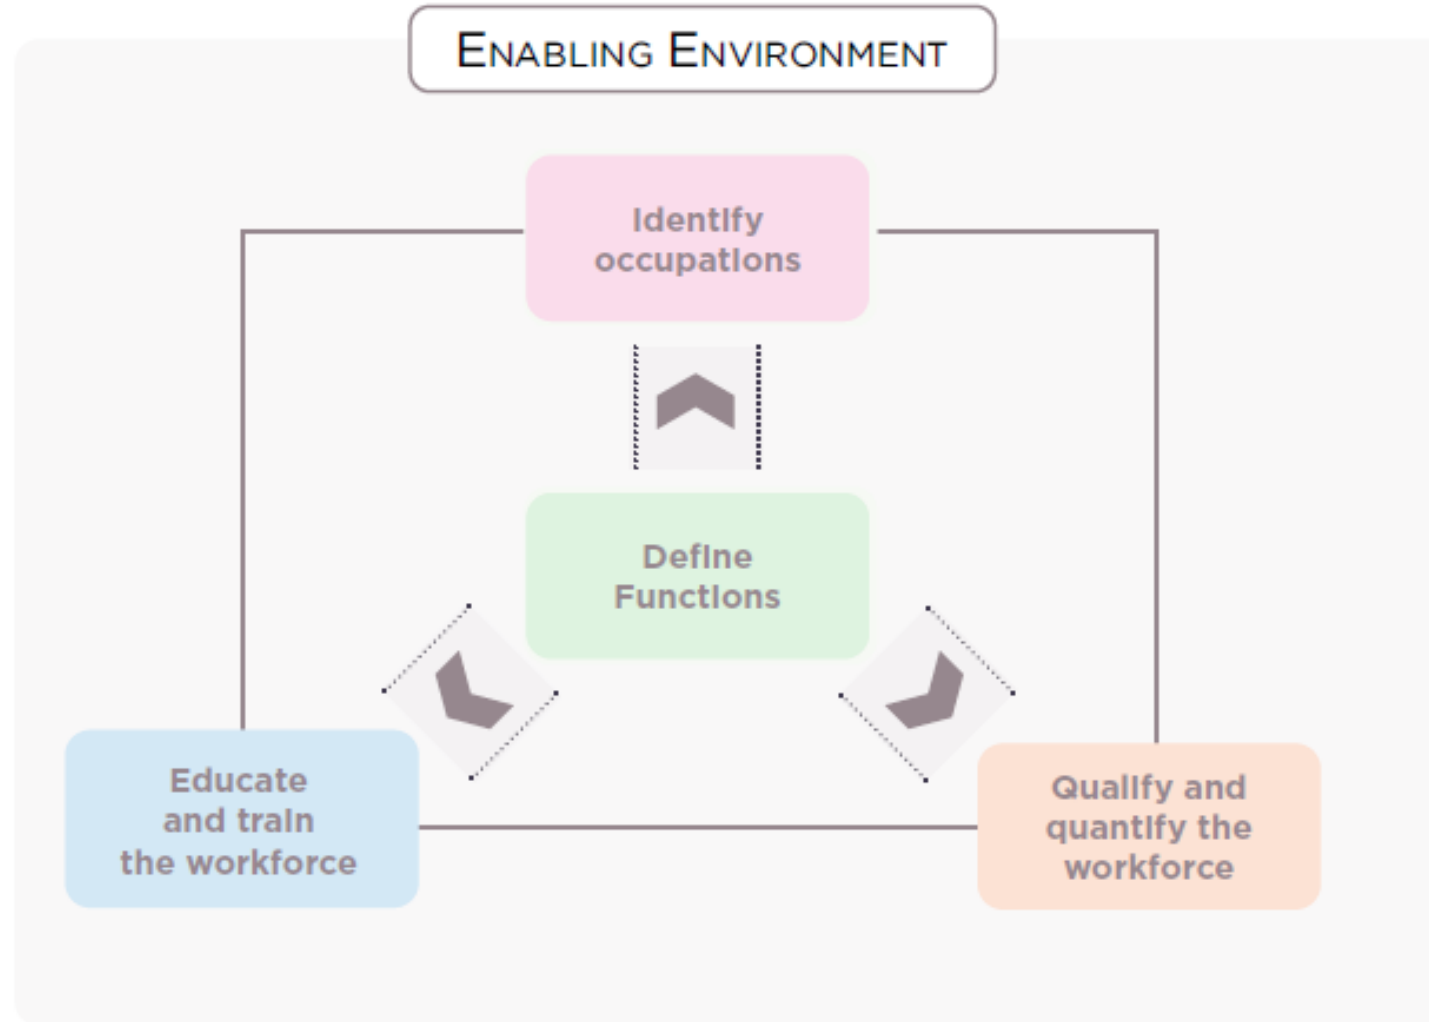 ENABLING ENVIRONMENT
Identify
occupations
Define
Functions
Educate
and train
the workforce
Qualify and
quantify the
workforce